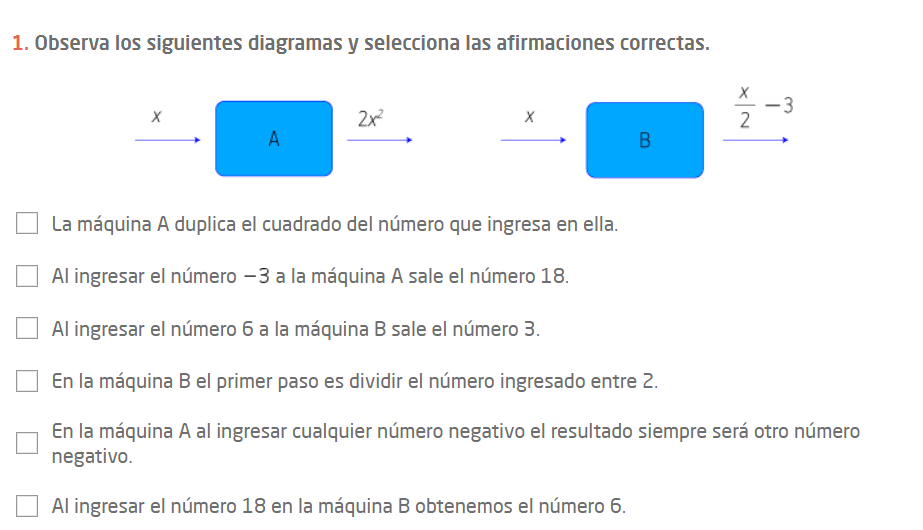 1. Observa los siguientes diagramas y selecciona las afirmaciones correctas.
x A 2x² x B x/2 −3
La máquina A duplica el cuadrado del número que ingresa en ella.
Al ingresar el número −3 a la máquina A sale el número 18.
Al ingresar el número 6 a la máquina B sale el número 3.
En la máquina B el primer paso es dividir el número ingresado entre 2.
En la máquina A al ingresar cualquier número negativo el resultado siempre será otro número
negativo.
Al ingresar el número 18 en la máquina B obtenemos el número 6.